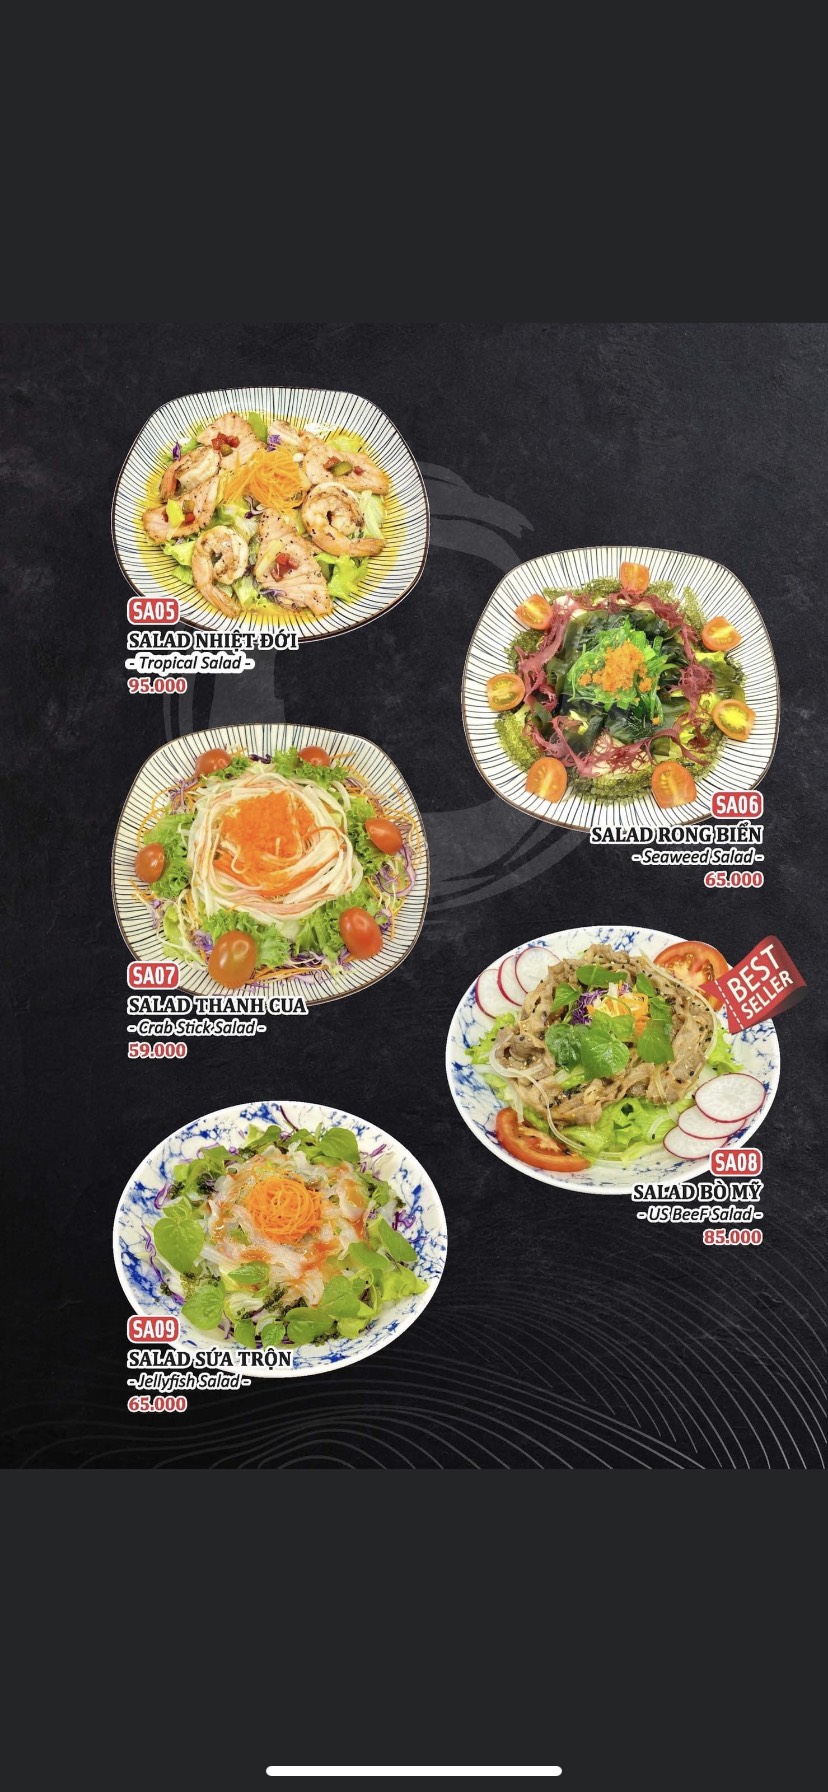 SA05
SALAD NHIỆT ĐỚI
- Tropical Salad -
95.000
SA06
SALAD RONG BIỂN
- Seaweed Salad -
65.000
SA07
SALAD THANH CUA
- Crab Stick Salad -
59.000
BEST
SELLER
SA08
SALAD BÒ MỸ
- US BeeF Salad -
85.000
SA09
SALAD SỨA TRỘN
- Jellyfish Salad -
65.000